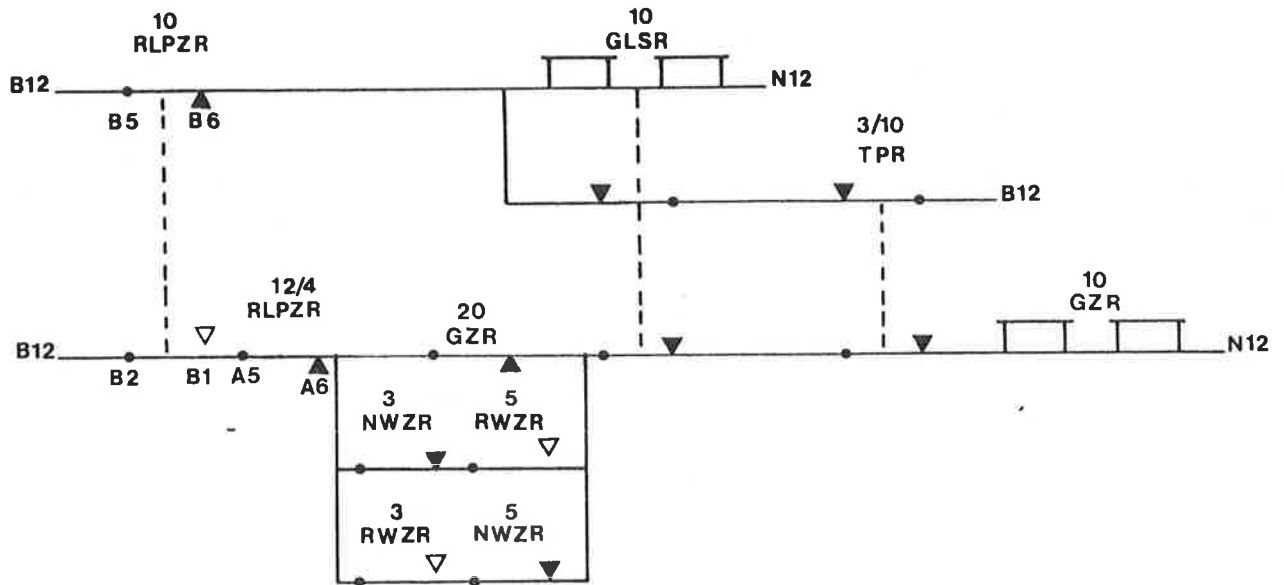 10
RLPZR
10
GLSR
B12
N12
B5
B6
3/10
TPR
B12
12/4
RLPZR
20
GZR
10
GZR
B12
N12
B2
B1
A5
A6
3
NWZR
5
RWZR
3
RWZR
5
NWZR